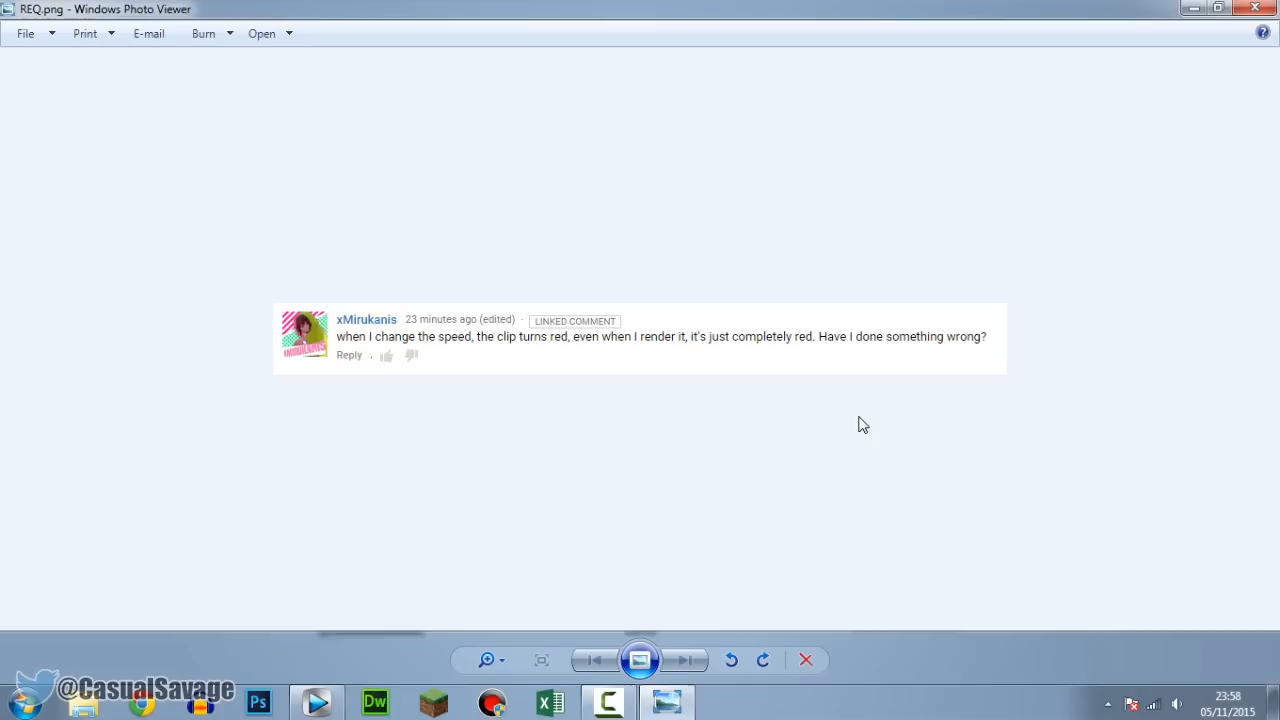 REQ.png - Windows Photo Viewer
File Print E-mail Burn Open
xMirukanis 23 minutes ago (edited) · LINKED COMMENT
when I change the speed, the clip turns red, even when I render it, it's just completely red. Have I done something wrong?
Reply
@CasualSavage
Ps
Dw
C
23:58
05/11/2015